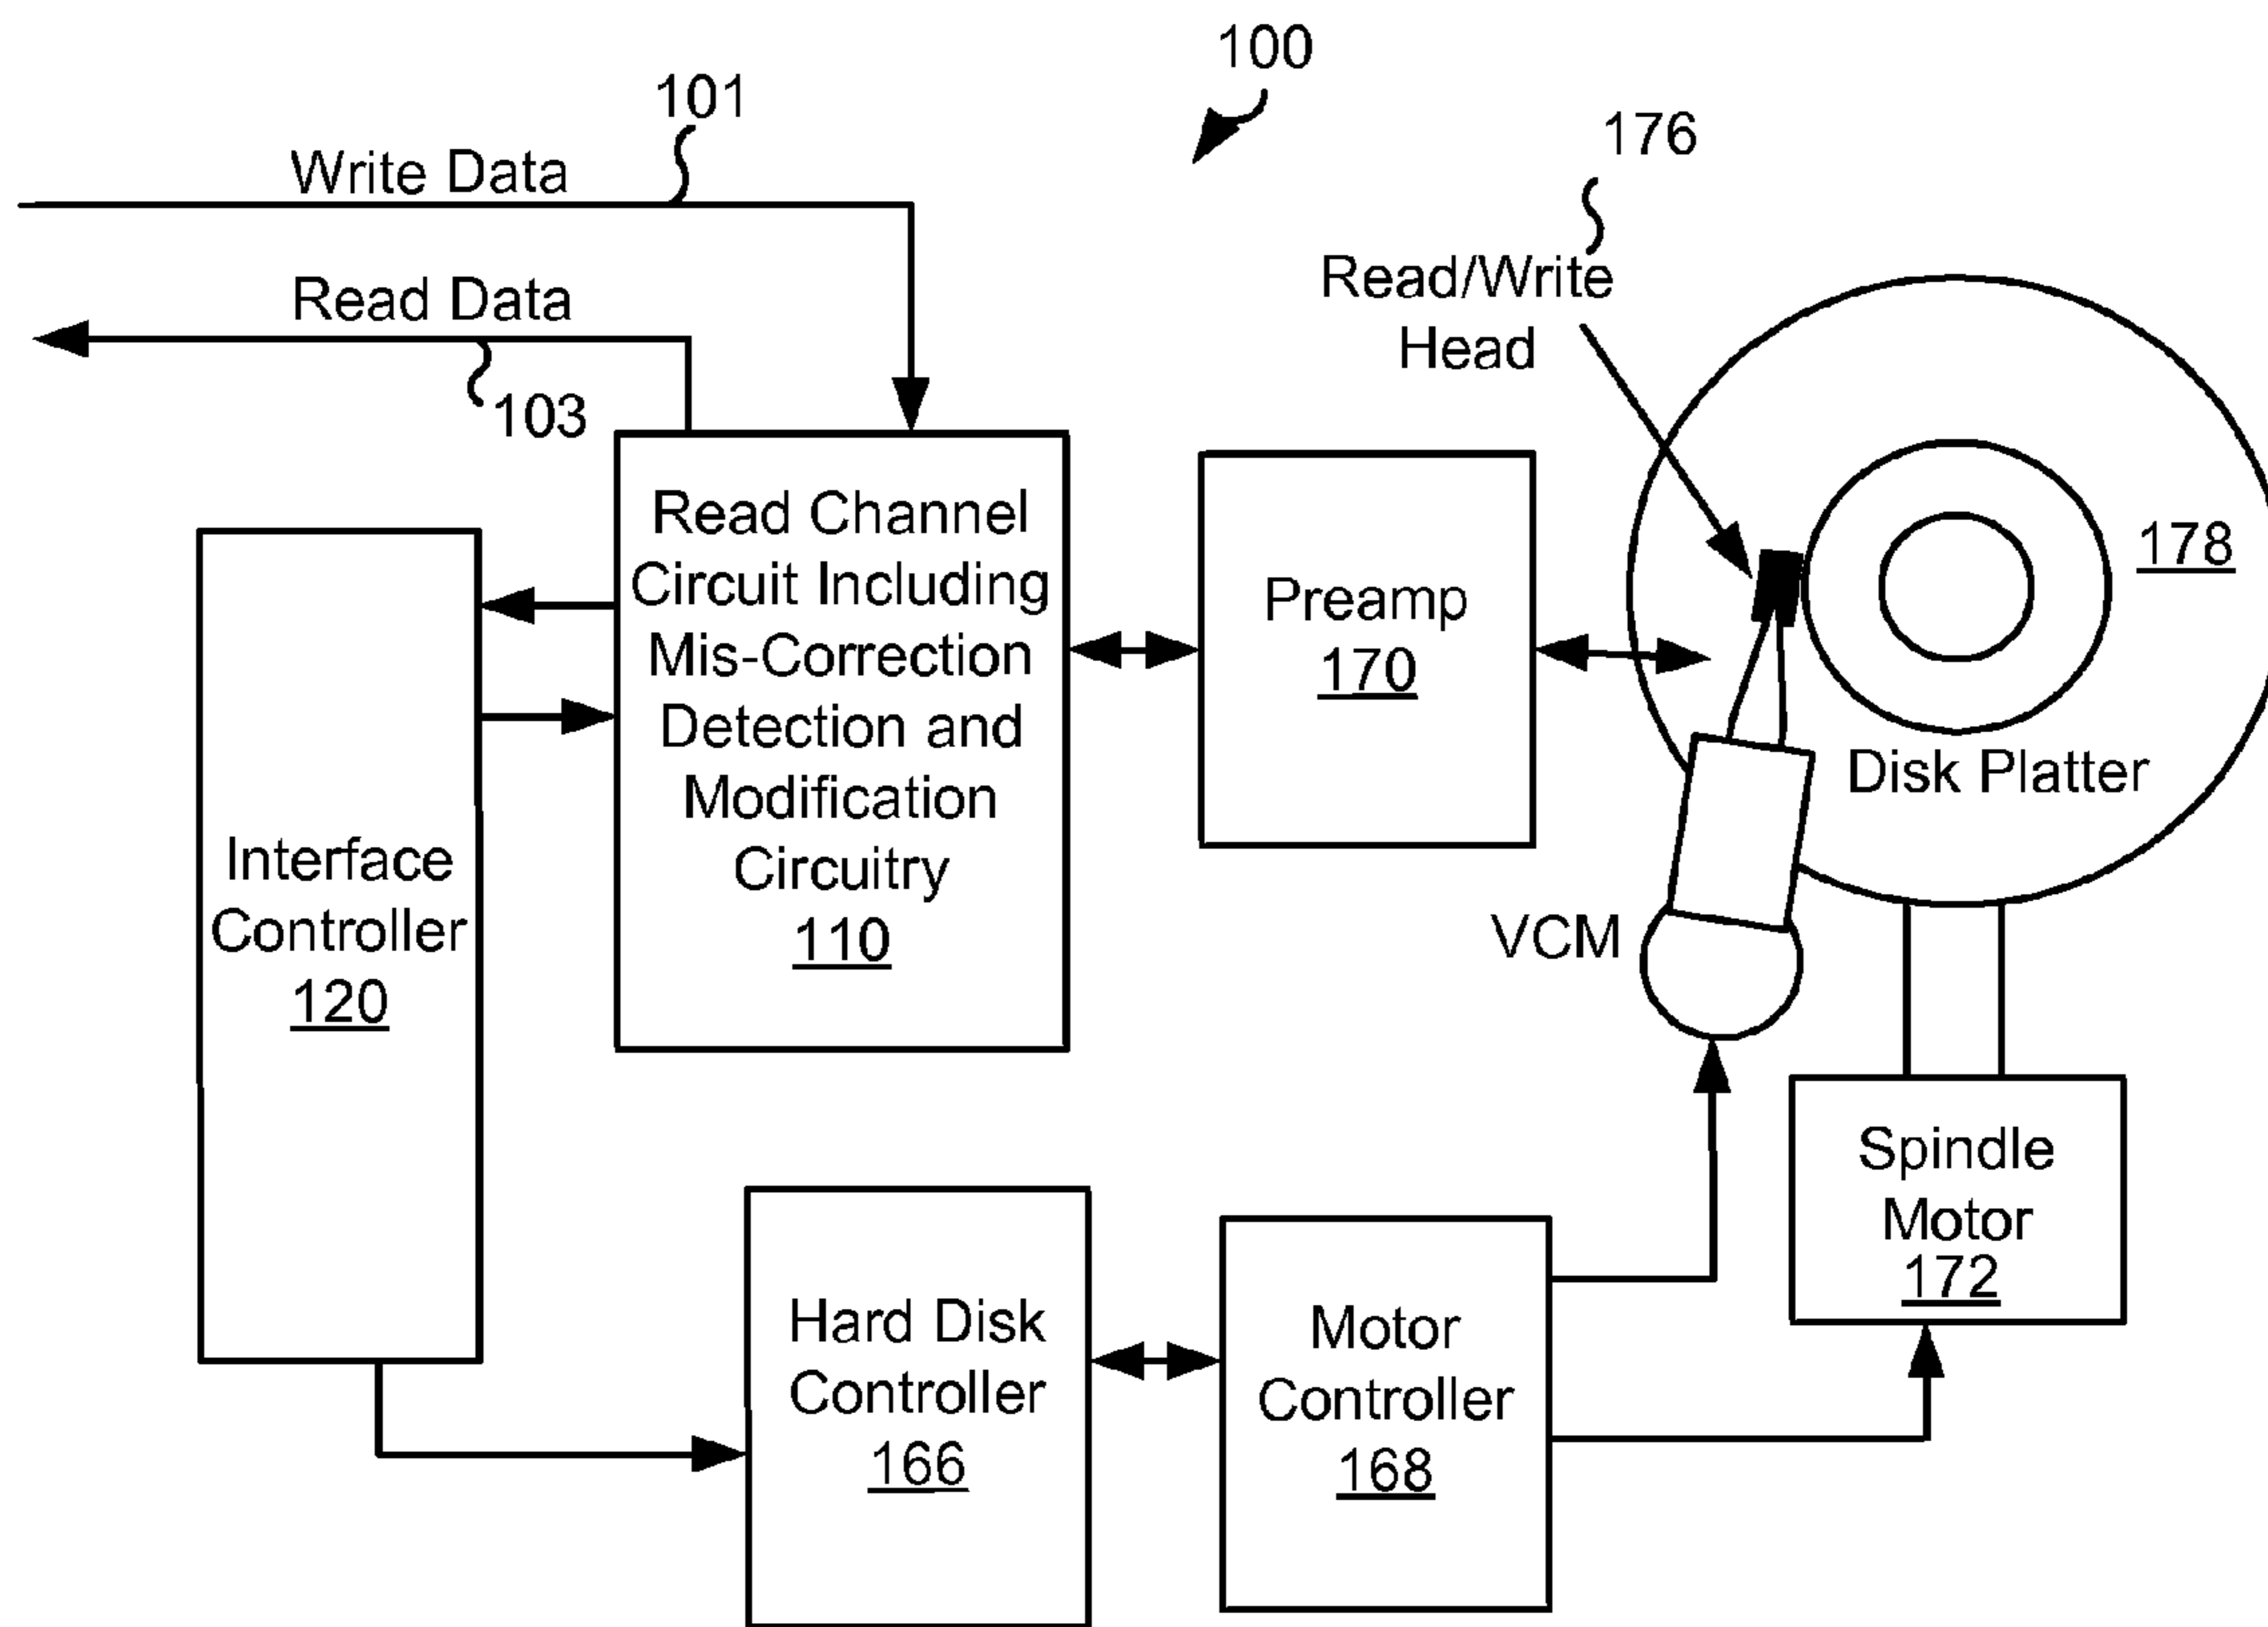 100
101
Write Data
176
Read/Write
Head
Read Data
103
Read Channel
Circuit Including
Mis-Correction
Detection and
Modification
Circuitry
110
Preamp
170
178
Disk Platter
Interface
Controller
120
VCM
Spindle
Motor
172
Hard Disk
Controller
166
Motor
Controller
168